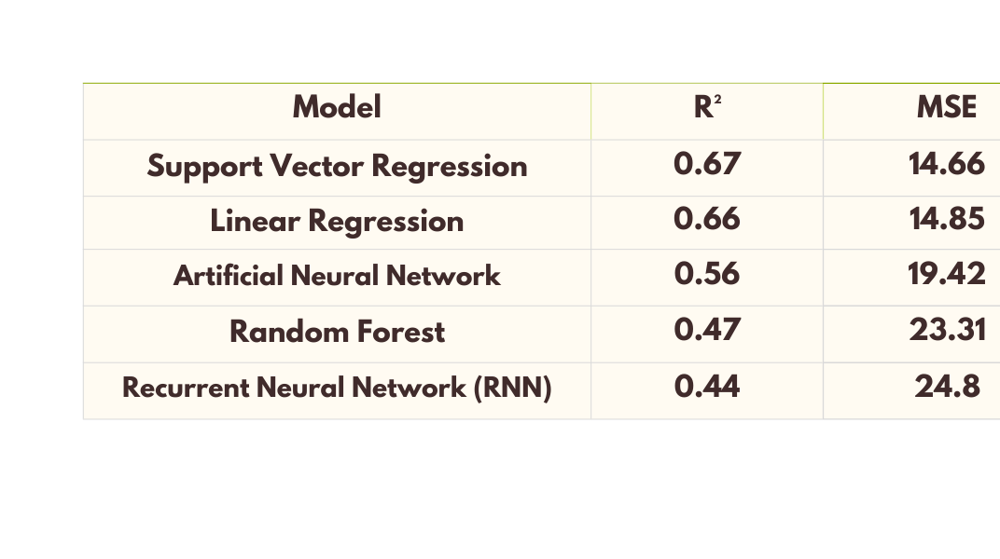 Model R² MSE
Support Vector Regression 0.67 14.66
Linear Regression 0.66 14.85
Artificial Neural Network 0.56 19.42
Random Forest 0.47 23.31
Recurrent Neural Network (RNN) 0.44 24.8